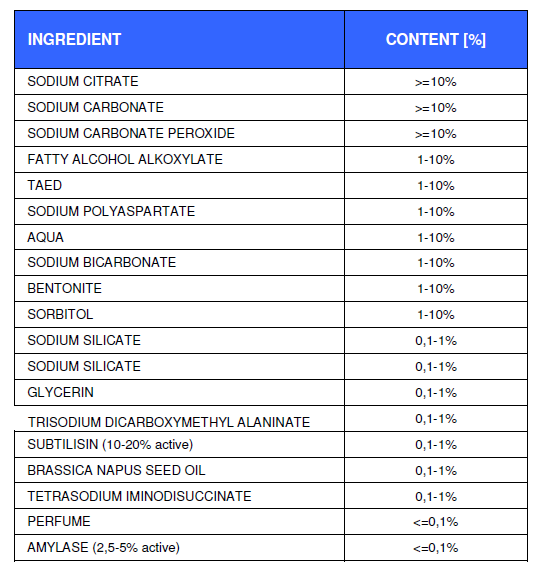 INGREDIENT CONTENT [%]
SODIUM CITRATE >=10%
SODIUM CARBONATE >=10%
SODIUM CARBONATE PEROXIDE >=10%
FATTY ALCOHOL ALKOXYLATE 1-10%
TAED 1-10%
SODIUM POLYASPARTATE 1-10%
AQUA 1-10%
SODIUM BICARBONATE 1-10%
BENTONITE 1-10%
SORBITOL 1-10%
SODIUM SILICATE 0,1-1%
SODIUM SILICATE 0,1-1%
GLYCERIN 0,1-1%
TRISODIUM DICARBOXYMETHYL ALANINATE 0,1-1%
SUBTILISIN (10-20% active) 0,1-1%
BRASSICA NAPUS SEED OIL 0,1-1%
TETRASODIUM IMINODISUCCINATE 0,1-1%
PERFUME <=0,1%
AMYLASE (2,5-5% active) <=0,1%